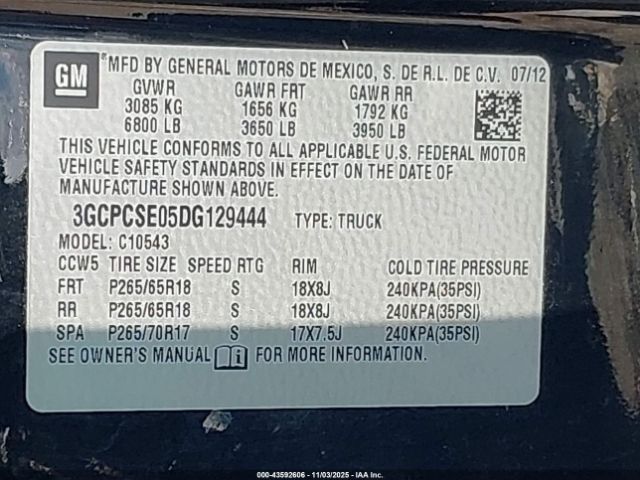 GM ®MFD BY GENERAL MOTORS DE MEXICO, S. DE R.L. DE C.V. 07/12
GVWR GAWR FRT GAWR RR
3085 KG 1656 KG 1792 KG
6800 LB 3650 LB 3950 LB
THIS VEHICLE CONFORMS TO ALL APPLICABLE U.S. FEDERAL MOTOR
VEHICLE SAFETY STANDARDS IN EFFECT ON THE DATE OF
MANUFACTURE SHOWN ABOVE.
3GCPCSE05DG129444 TYPE: TRUCK
MODEL: C10543
CCW5 TIRE SIZE SPEED RTG RIM COLD TIRE PRESSURE
FRT P265/65R18 S 18X8J 240KPA(35PSI)
RR P265/65R18 S 18X8J 240KPA(35PSI)
SPA P265/70R17 S 17X7.5J 240KPA(35PSI)
SEE OWNER'S MANUAL FOR MORE INFORMATION.
000-43592606 - 11/03/2025 - IAA Inc.